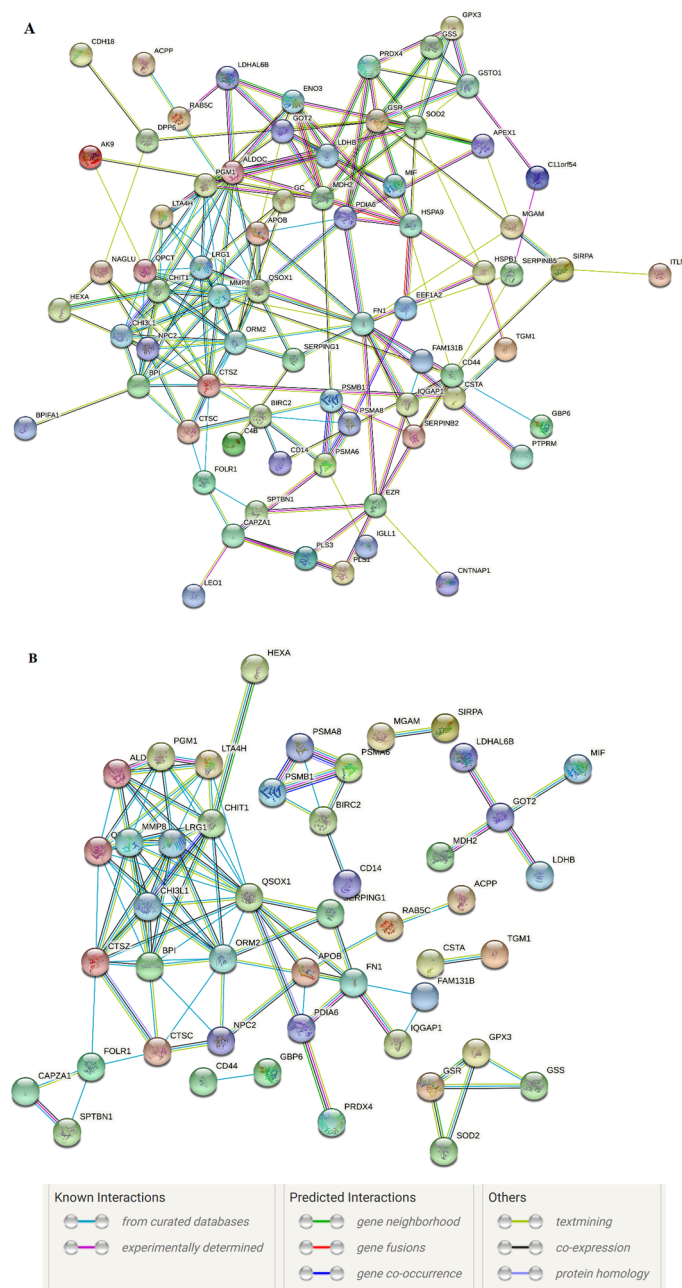 A
GPX3
CDH18
ACPP
GSS
PRDX4
LDHAL6B
GSTO1
ENO3
RAB5C
GSR
SOD2
GOT2
APEX1
DPP6
LDHB
AK9
ALDOC
C11orf54
PGM1
MIF
GC
MDH2
LTA4H
PDIA6
HSPA9
MGAM
APOB
NAGLU
QPCT
LRG1
HSPB1
SERPINB5
SIRPA
ITLN
CHIT1
QSOX1
MMP8
HEXA
EEF1A2
CHI3L1
FN1
NPC2
ORM2
TGM1
SERPING1
FAM131B
BPI
CD44
CTSZ
IQGAP1
CSTA
PSMB1
BIRC2
BPIFA1
CTSC
PSMA8
GBP6
C4B
SERPINB2
CD14
PTPRM
PSMA6
FOLR1
SPTBN1
EZR
CAPZA1
IGLL1
PLS3
PLS1
CNTNAP1
LEO1
B
HEXA
SIRPA
PSMA8
MGAM
PGM1
LTA4H
PSMA6
LDHAL6B
ALD
MIF
PSMB1
CHIT1
GOT2
MMP8
LRG1
BIRC2
MDH2
QSOX1
CD14
LDHB
CHI3L1
SERPING1
ACPP
RAB5C
CTSZ
BPI
ORM2
CSTA
TGM1
APOB
FN1
FAM131B
NPC2
PDIA6
CTSC
IQGAP1
GPX3
FOLR1
GBP6
CD44
GSR
GSS
CAPZA1
PRDX4
SPTBN1
SOD2
Known Interactions
from curated databases
experimentally determined
Predicted Interactions
gene neighborhood
gene fusions
gene co-occurrence
Others
textmining
co-expression
protein homology